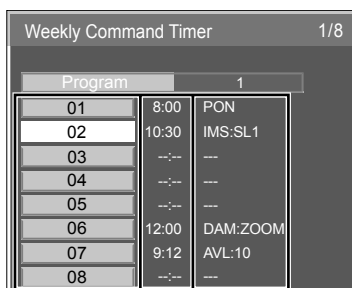 Weekly Command Timer 1/8
Program 1
01 8:00 PON
02 10:30 IMS:SL1
03 --:-- ---
04 --:-- ---
05 --:-- ---
06 12:00 DAM:ZOOM
07 9:12 AVL:10
08 --:-- ---